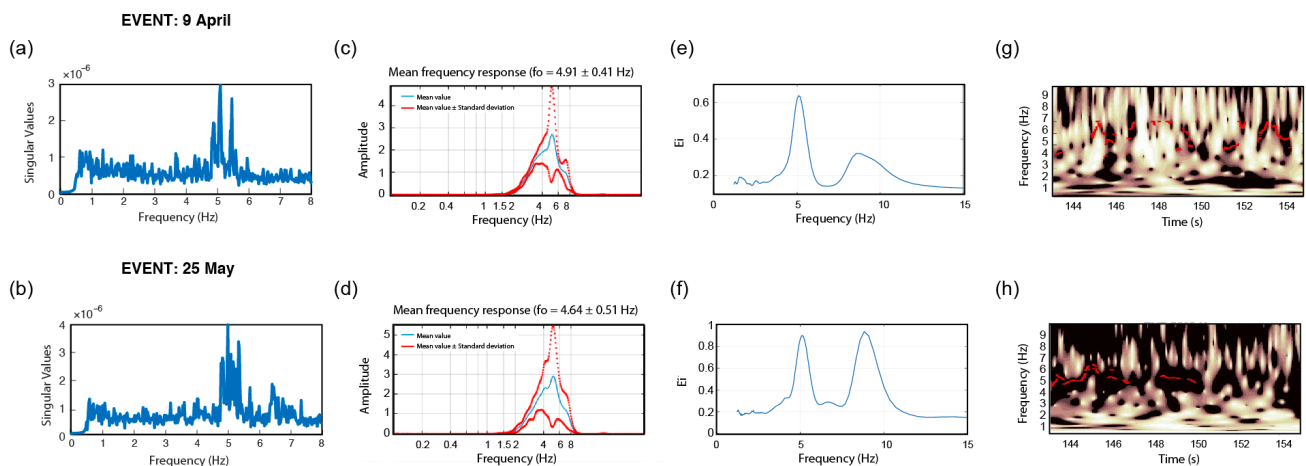 EVENT: 9 April
(a)
×10⁻⁶
3
2
1
0
Singular Values
0 1 2 3 4 5 6 7 8
Frequency (Hz)
(c)
Mean frequency response (fo = 4.91 ± 0.41 Hz)
Mean value
Mean value ± Standard deviation
4
3
2
1
0
Amplitude
0.2 0.4 1 1.5 2 4 6 8
Frequency (Hz)
(e)
0.6
0.4
0.2
Ei
0 5 10 15
Frequency (Hz)
(g)
9
8
7
6
5
4
3
2
1
Frequency (Hz)
144 146 148 150 152 154
Time (s)
EVENT: 25 May
(b)
×10⁻⁶
4
3
2
1
0
Singular Values
0 1 2 3 4 5 6 7 8
Frequency (Hz)
(d)
Mean frequency response (fo = 4.64 ± 0.51 Hz)
Mean value
Mean value ± Standard deviation
5
4
3
2
1
0
Amplitude
0.2 0.4 1 1.5 2 4 6 8
Frequency (Hz)
(f)
1
0.8
0.6
0.4
0.2
0
Ei
0 5 10 15
Frequency (Hz)
(h)
9
8
7
6
5
4
3
2
1
Frequency (Hz)
144 146 148 150 152 154
Time (s)